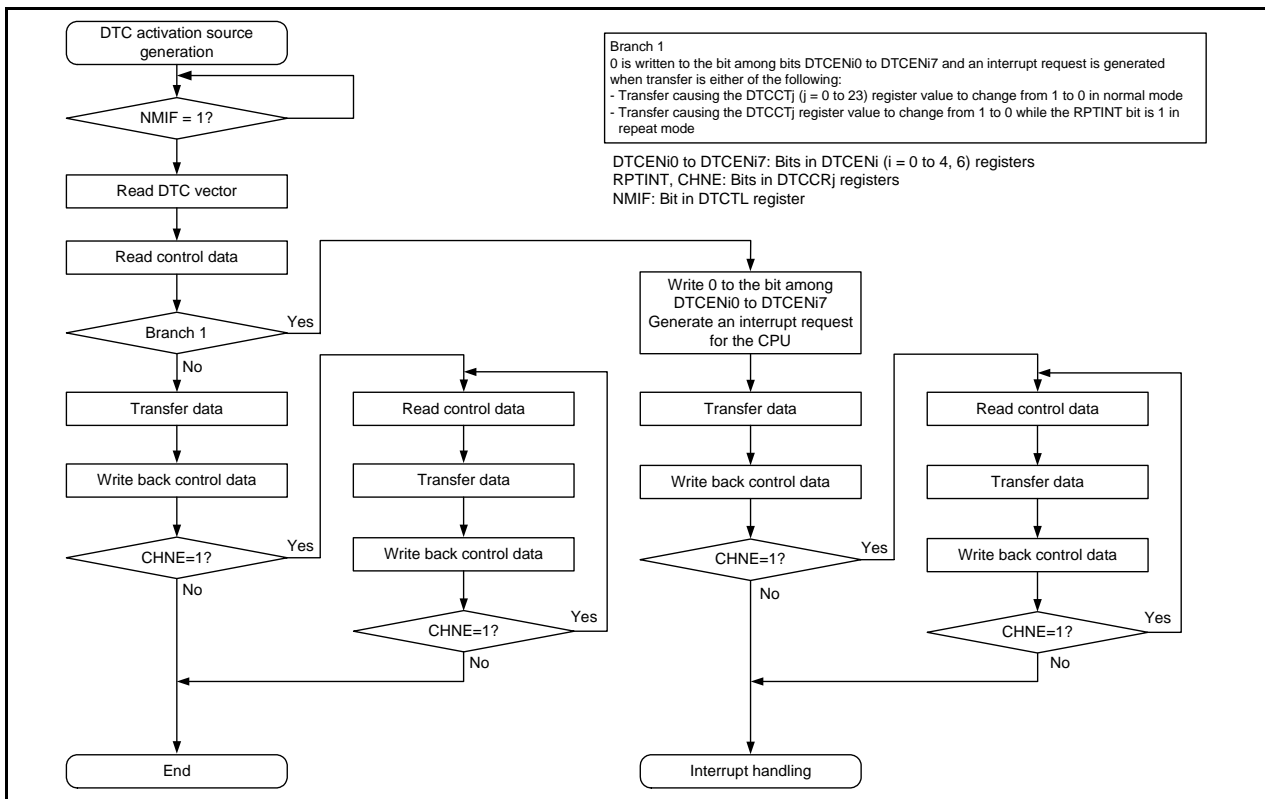 DTC activation source
generation
NMIF = 1?
Read DTC vector
Read control data
Branch 1
Yes
No
Transfer data
Write back control data
CHNE=1?
Yes
No
End
Read control data
Transfer data
Write back control data
CHNE=1?
Yes
No
Branch 1
0 is written to the bit among bits DTCENi0 to DTCENi7 and an interrupt request is generated
when transfer is either of the following:
- Transfer causing the DTCCTj (j = 0 to 23) register value to change from 1 to 0 in normal mode
- Transfer causing the DTCCTj register value to change from 1 to 0 while the RPTINT bit is 1 in
repeat mode
DTCENi0 to DTCENi7: Bits in DTCENi (i = 0 to 4, 6) registers
RPTINT, CHNE: Bits in DTCCRj registers
NMIF: Bit in DTCTL register
Write 0 to the bit among
DTCENi0 to DTCENi7
Generate an interrupt request
for the CPU
Transfer data
Write back control data
CHNE=1?
Yes
No
Interrupt handling
Read control data
Transfer data
Write back control data
CHNE=1?
Yes
No